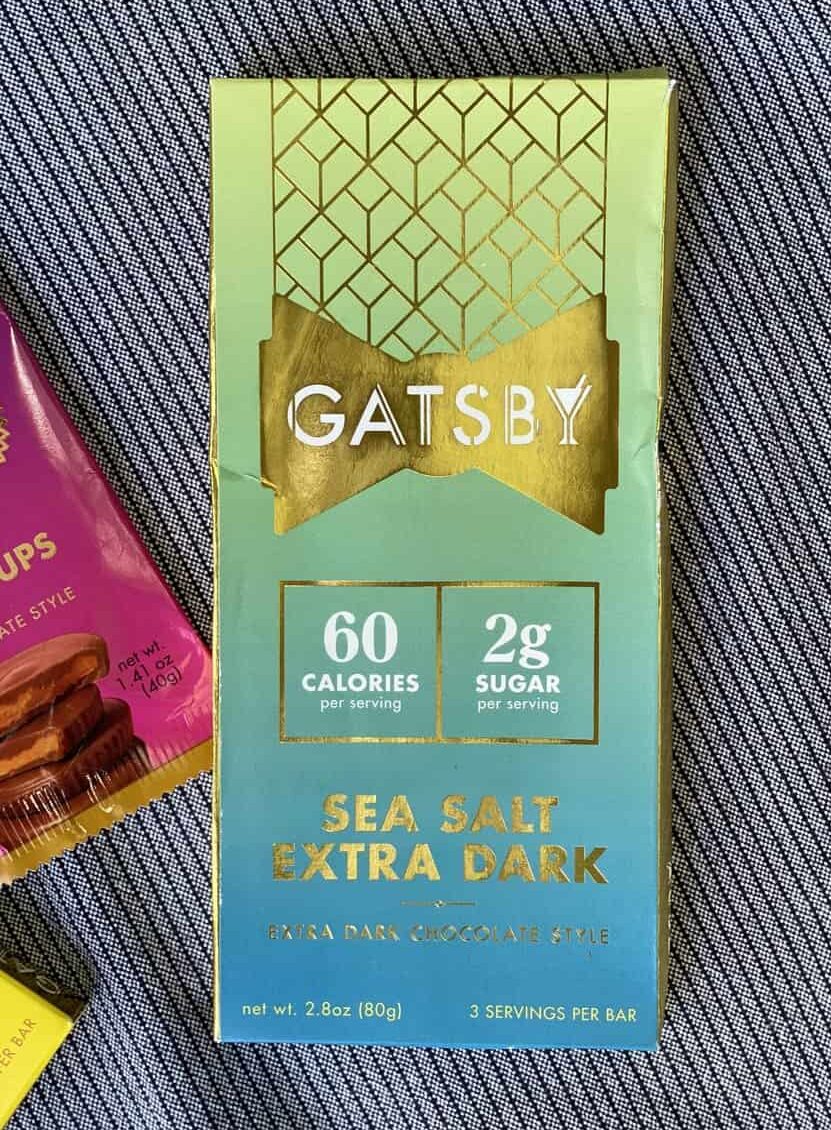 GATSBY
60
CALORIES
per serving
2g
SUGAR
per serving
SEA SALT
EXTRA DARK
EXTRA DARK CHOCOLATE STYLE
net wt. 2.8oz (80g)
3 SERVINGS PER BAR
UPS
ATE STYLE
net wt.
1.41 oz
(40g)
ER BAR